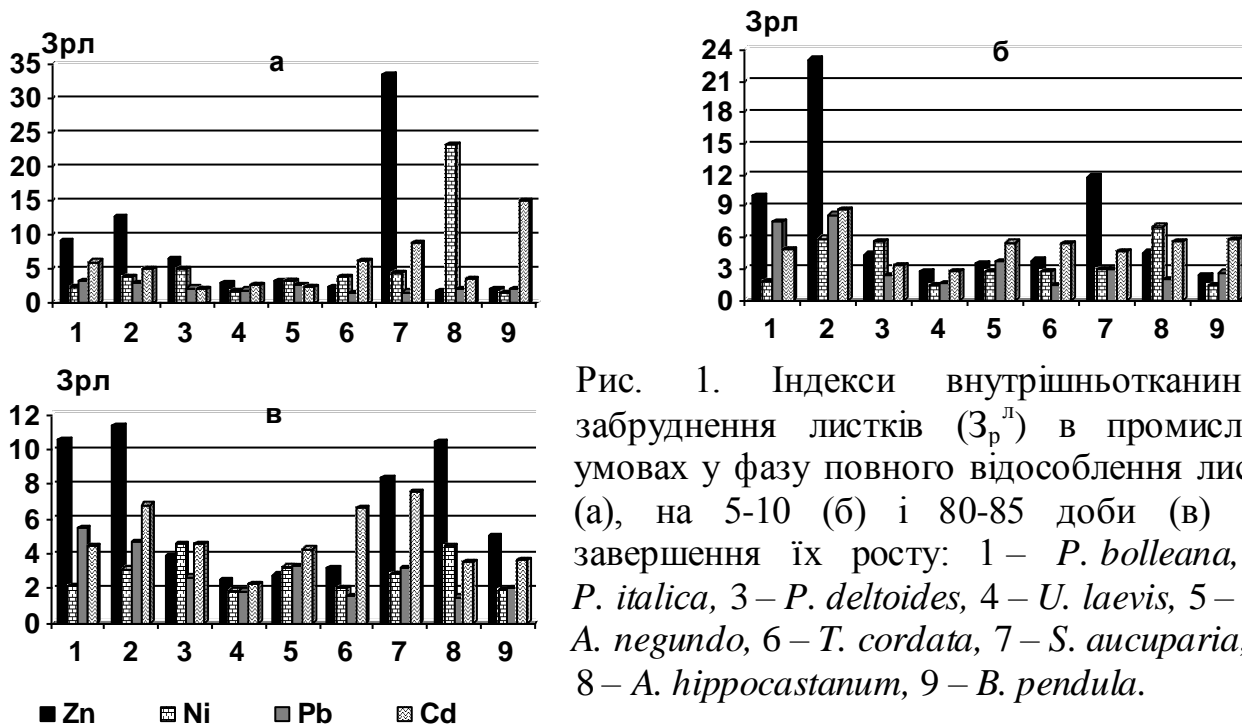 Зрл
а
35
30
25
20
15
10
5
0
1 2 3 4 5 6 7 8 9
Зрл
б
24
21
18
15
12
9
6
3
0
1 2 3 4 5 6 7 8 9
Зрл
в
12
10
8
6
4
2
0
1 2 3 4 5 6 7 8 9
Zn Ni Pb Cd
Рис. 1. Індекси внутрішньотканин
забруднення листків (Зрл) в промисл
умовах у фазу повного відособлення лис
(а), на 5-10 (б) і 80-85 доби (в)
завершення їх росту: 1 – P. bolleana,
P. italica, 3 – P. deltoides, 4 – U. laevis, 5 –
A. negundo, 6 – T. cordata, 7 – S. aucuparia,
8 – A. hippocastanum, 9 – B. pendula.